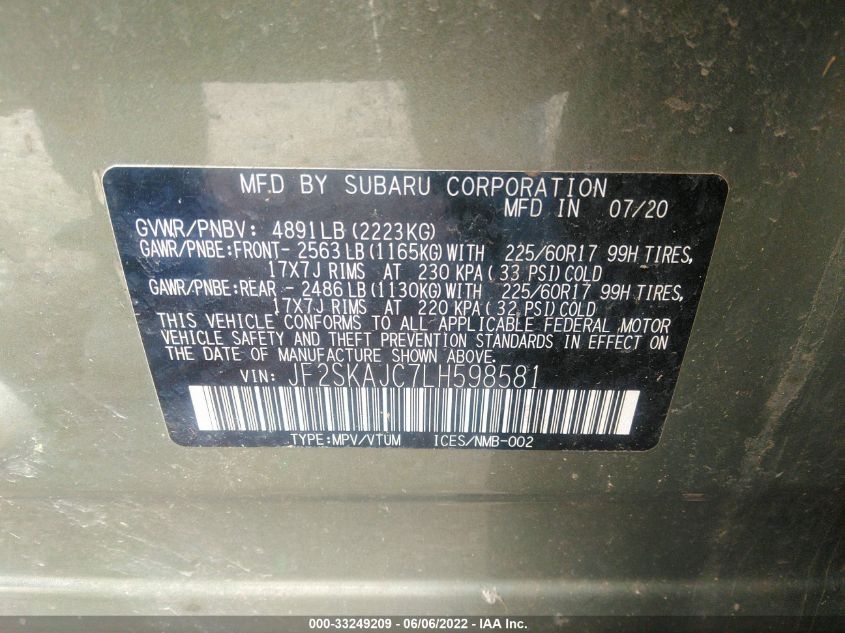 MF.D BY SUBARU CORPORATION
MFD IN 07/20
GVWR/PNBV: 4891LB (2223KG)
GAWR/PNBE:FRONT- 2563 LB (1165KG)WITH 225/60R17 99H TIRES,
17X7J RIMS AT 230 KPA( 33 PSI)COLD
GAWR/PNBE:REAR - 2486 LB (1130KG)WITH 225/60R17 99H TIRES,
17X7J RIMS AT 220 KPA( 32 PSI)COLD
THIS VEHICLE CONFORMS TO ALL APPLICABLE FEDERAL MOTOR
VEHICLE SAFETY AND THEFT PREVENTION STANDARDS IN EFFECT ON
THE DATE OF MANUFACTURE SHOWN ABOVE.
VIN: JF2SKAJC7LH598581
TYPE:MPV/VTUM ICES/NMB-002
000-33249209 - 06/06/2022 - IAA Inc.